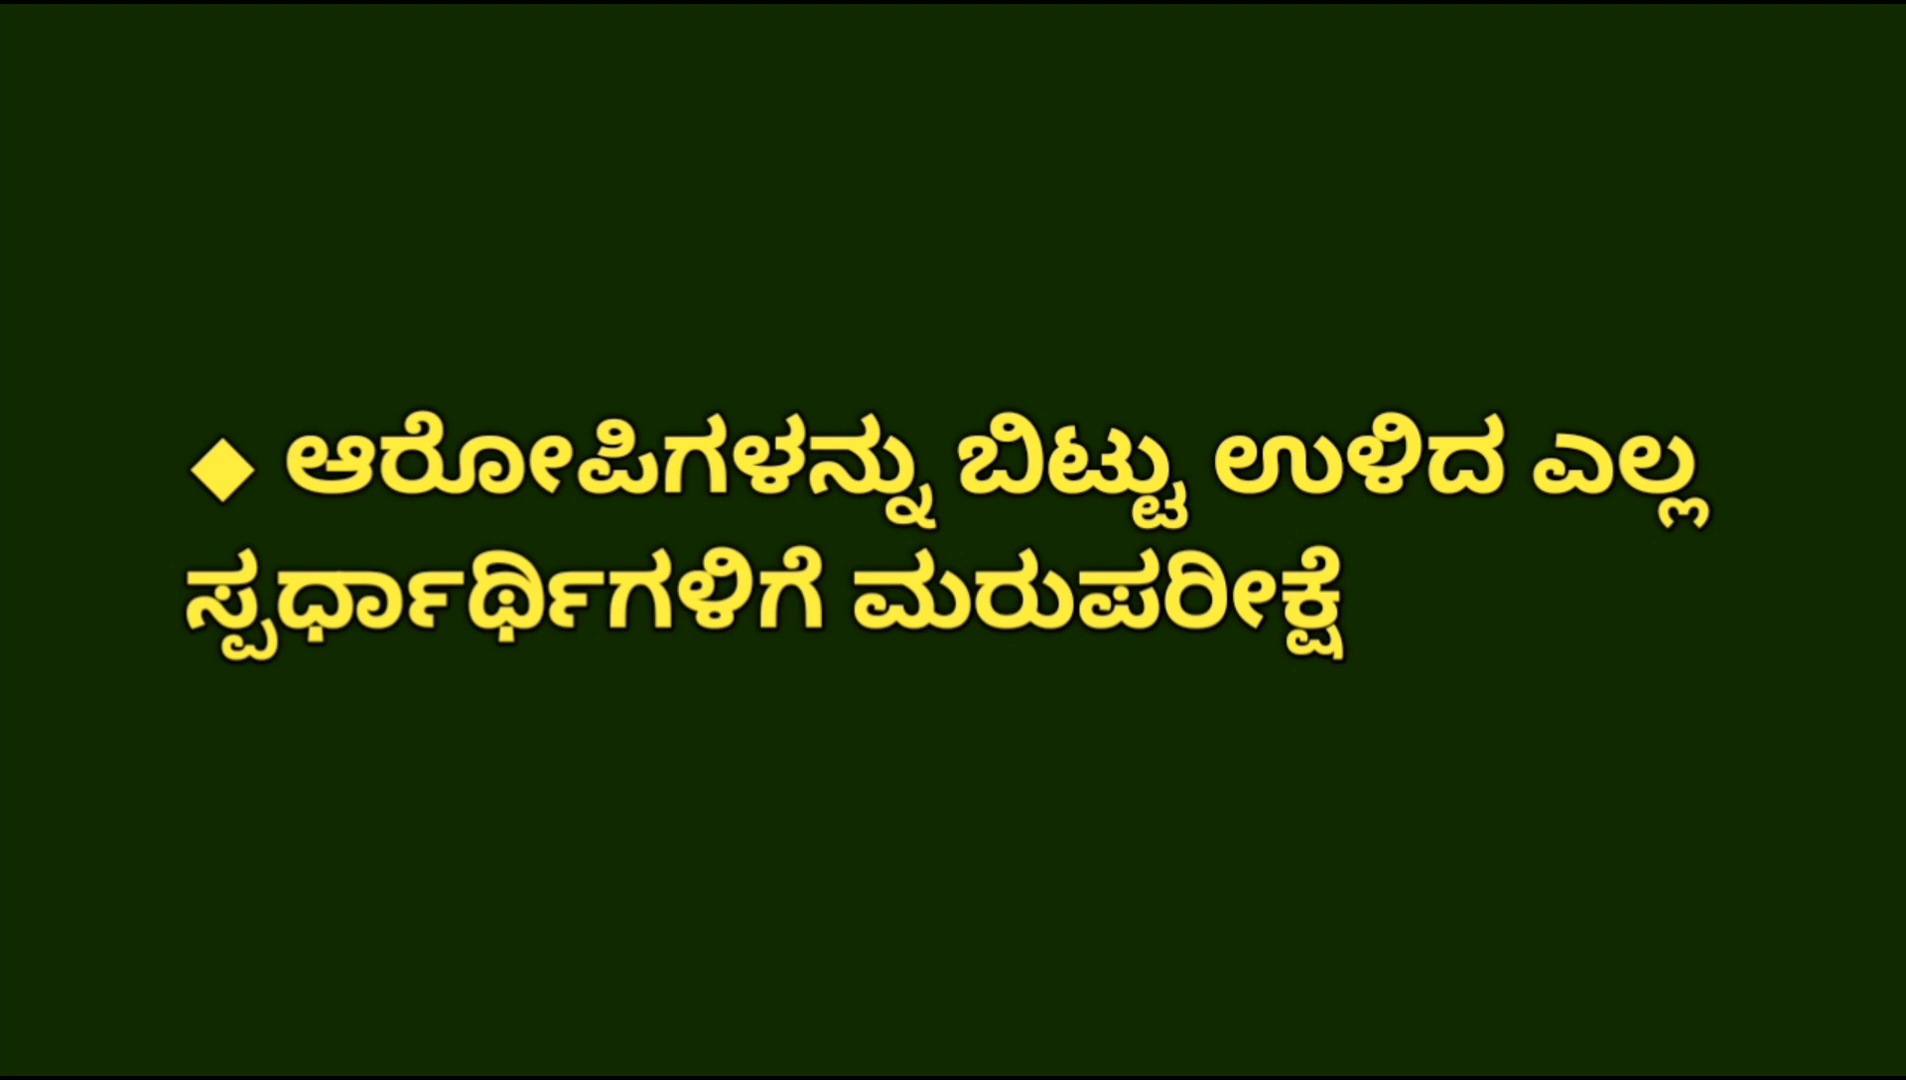 ◆ ಆರೋಪಿಗಳನ್ನು ಬಿಟ್ಟು ಉಳಿದ ಎಲ್ಲ
ಸ್ಪರ್ಧಾರ್ಥಿಗಳಿಗೆ ಮರುಪರೀಕ್ಷೆ